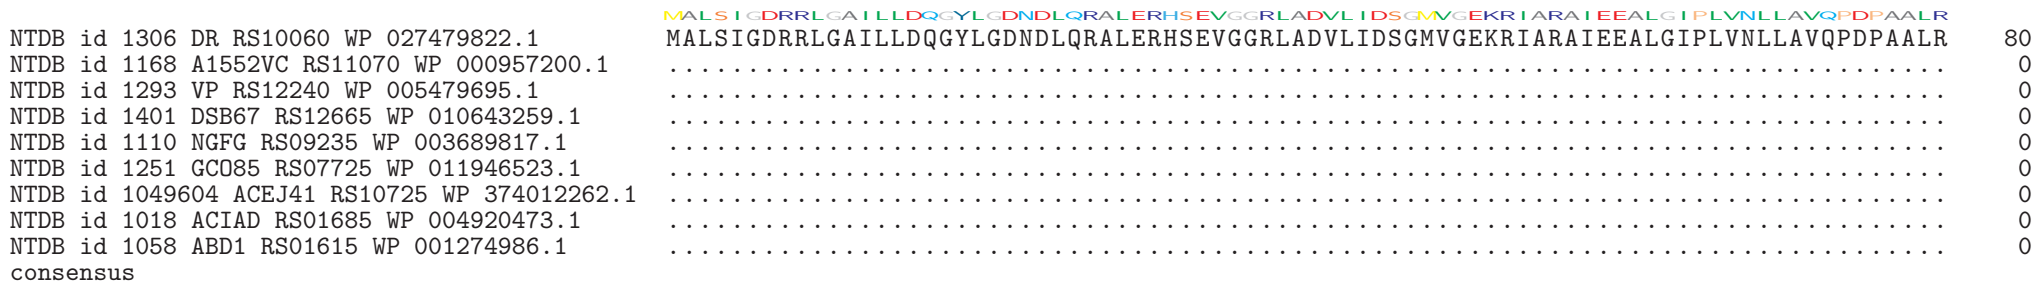 MALSIGDRRLGAILLDQGYLGDNDLQRALERHSEVGGRLADVLIDSGMVGEKRIARAIEEALGIPLVNLLAVQPDPAALR
NTDB id 1306 DR RS10060 WP 027479822.1 MALSIGDRRLGAILLDQGYLGDNDLQRALERHSEVGGRLADVLIDSGMVGEKRIARAIEEALGIPLVNLLAVQPDPAALR 80
NTDB id 1168 A1552VC RS11070 WP 000957200.1 ................................................................................ 0
NTDB id 1293 VP RS12240 WP 005479695.1 ................................................................................ 0
NTDB id 1401 DSB67 RS12665 WP 010643259.1 ................................................................................ 0
NTDB id 1110 NGFG RS09235 WP 003689817.1 ................................................................................ 0
NTDB id 1251 GCO85 RS07725 WP 011946523.1 ................................................................................ 0
NTDB id 1049604 ACEJ41 RS10725 WP 374012262.1 ................................................................................ 0
NTDB id 1018 ACIAD RS01685 WP 004920473.1 ................................................................................ 0
NTDB id 1058 ABD1 RS01615 WP 001274986.1 ................................................................................ 0
consensus